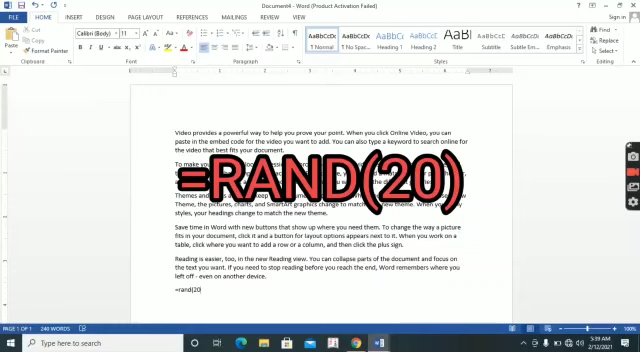 Document4 - Word (Product Activation Failed)
Sign in
FILE HOME INSERT DESIGN PAGE LAYOUT REFERENCES MAILINGS REVIEW VIEW
Cut
Copy
Format Painter
Paste
Calibri (Body) 11
AaBbCcDc AaBbCcDc AaBbCc AaBbCc AaBb AaBbCc AaBbCcDc AaBbCcDc
¶ Normal ¶ No Spac... Heading 1 Heading 2 Title Subtitle Subtle Em... Emphasis
Find
Replace
Select
Clipboard Font Paragraph Styles Editing
Video provides a powerful way to help you prove your point. When you click Online Video, you can
paste in the embed code for the video you want to add. You can also type a keyword to search online for
the video that best fits your document.
To make you
=RAND(20)
Themes and
Theme, the pictures, charts, and SmartArt graphics change to match
styles, your headings change to match the new theme.
Save time in Word with new buttons that show up where you need them. To change the way a picture
fits in your document, click it and a button for layout options appears next to it. When you work on a
table, click where you want to add a row or a column, and then click the plus sign.
Reading is easier, too, in the new Reading view. You can collapse parts of the document and focus on
the text you want. If you need to stop reading before you reach the end, Word remembers where you
left off - even on another device.
=rand(20
PAGE 1 OF 1 240 WORDS
100%
Type here to search
5:39 AM
2/12/2021